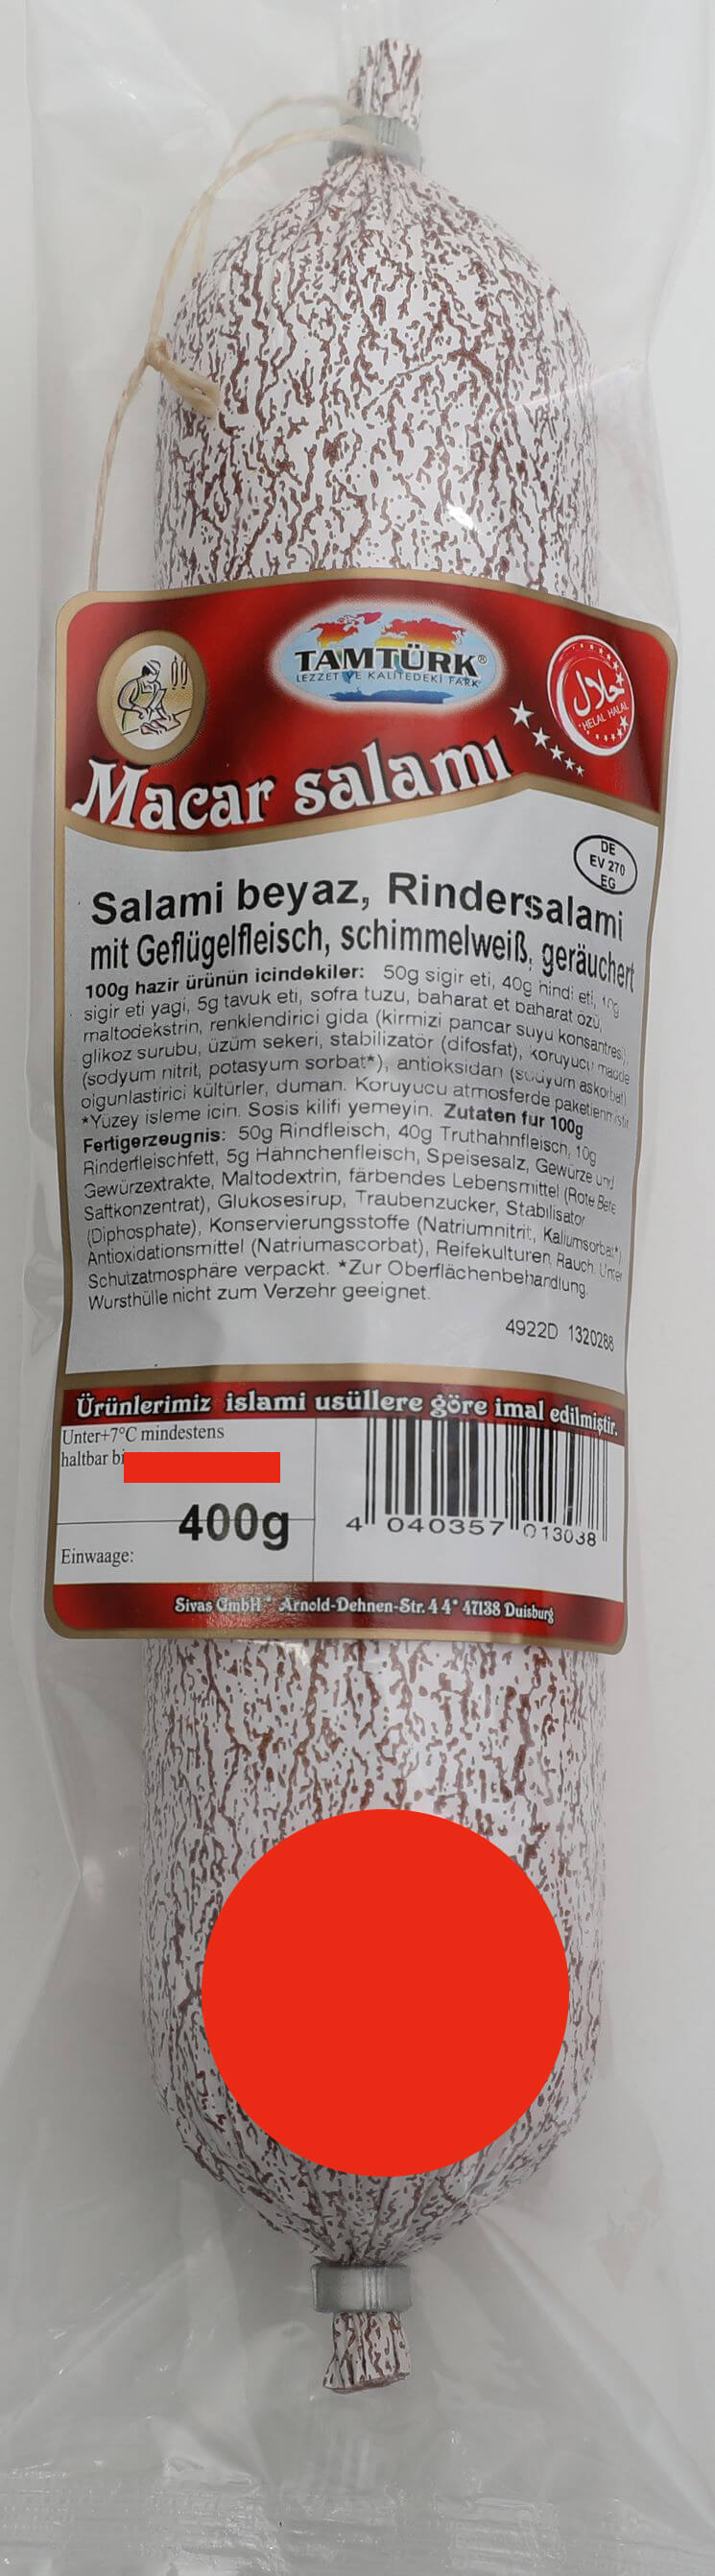 TAMTÜRK®
LEZZET VE KALİTEDEKİ FARK
حلال
HELAL HALAL
Macar salamı
DE
EV 270
EG
Salami beyaz, Rindersalami
mit Geflügelfleisch, schimmelweiß, geräuchert
100g hazir ürünün icindekiler: 50g sigir eti, 40g hindi eti, 10g
sigir eti yagi, 5g tavuk eti, sofra tuzu, baharat et baharat özü,
maltodekstrin, renklendirici gida (kirmizi pancar suyu konsantresi),
glikoz surubu, üzüm sekeri, stabilizatör (difosfat), koruyucu madde
(sodyum nitrit, potasyum sorbat*), antioksidan (sodyum askorbat)
olgunlastirici kültürler, duman. Koruyucu atmosferde paketlenmistir
*Yüzey isleme icin. Sosis kilifi yemeyin. Zutaten für 100g
Fertigerzeugnis: 50g Rindfleisch, 40g Truthahnfleisch, 10g
Rinderfleischfett, 5g Hähnchenfleisch, Speisesalz, Gewürze und
Gewürzextrakte, Maltodextrin, färbendes Lebensmittel (Rote Bete
Saftkonzentrat), Glukosesirup, Traubenzucker, Stabilisator
(Diphosphate), Konservierungsstoffe (Natriumnitrit, Kaliumsorbat*)
Antioxidationsmittel (Natriumascorbat), Reifekulturen, Rauch. Unter
Schutzatmosphäre verpackt. *Zur Oberflächenbehandlung.
Wursthülle nicht zum Verzehr geeignet.
4922D 1320288
Ürünlerimiz islami usüllere göre imal edilmiştir.
Unter+7°C mindestens
haltbar
400g
Einwaage:
4 040357 013038
Sivas GmbH * Arnold-Dehnen-Str. 44 * 47138 Duisburg